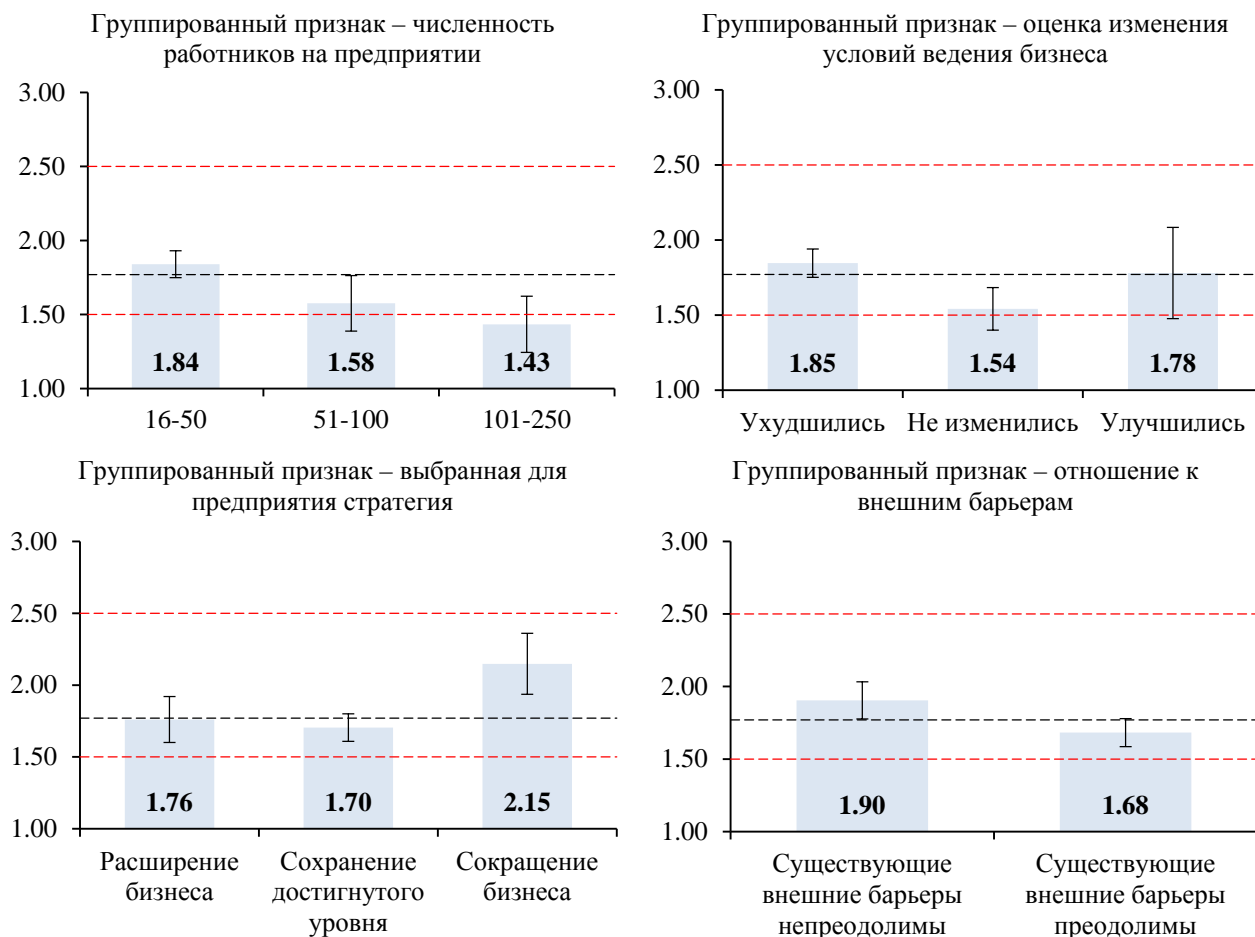 Группированный признак – численность
работников на предприятии
3.00
2.50
2.00
1.50
1.00
1.84
1.58
1.43
16-50
51-100
101-250
Группированный признак – оценка изменения
условий ведения бизнеса
3.00
2.50
2.00
1.50
1.00
1.85
1.54
1.78
Ухудшились
Не изменились
Улучшились
Группированный признак – выбранная для
предприятия стратегия
3.00
2.50
2.00
1.50
1.00
1.76
1.70
2.15
Расширение
бизнеса
Сохранение
достигнутого
уровня
Сокращение
бизнеса
Группированный признак – отношение к
внешним барьерам
3.00
2.50
2.00
1.50
1.00
1.90
1.68
Существующие
внешние барьеры
непреодолимы
Существующие
внешние барьеры
преодолимы